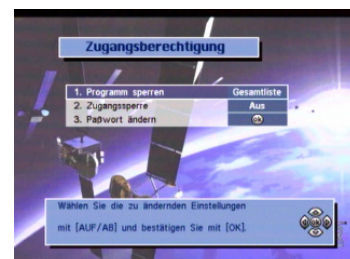 Zugangsberechtigung
1. Programm sperren Gesamtliste
2. Zugangssperre Aus
3. Paßwort ändern ok
Wählen Sie die zu ändernden Einstellungen
mit [AUF/AB] und bestätigen Sie mit [OK].